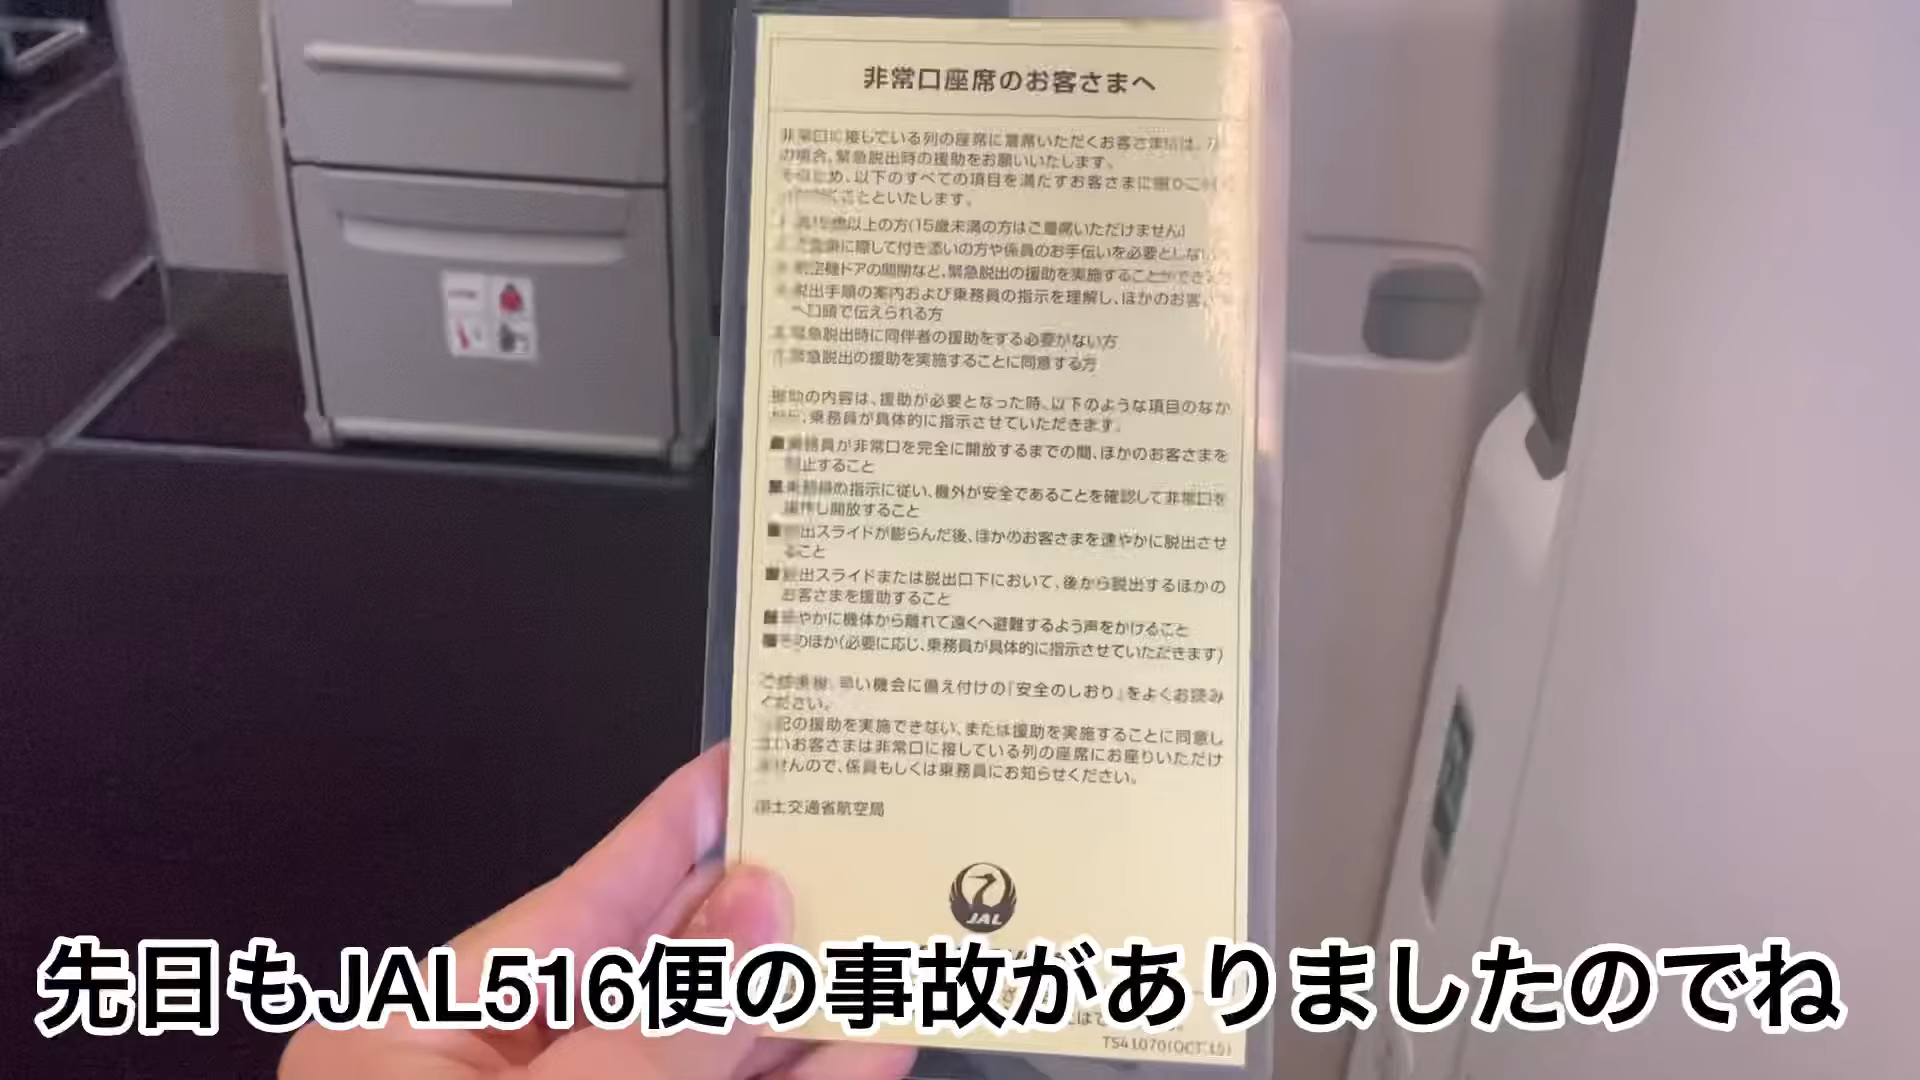 非常口座席のお客さまへ
非常口に接している列の座席に着席いただくお客さま
の場合、緊急脱出時の援助をお願いいたします。
め、以下のすべての項目を満たすお客さまに
ことといたします。
以上の方(15歳未満の方はご着席いただけません)
に際して付き添いの方や係員のお手伝いを必要としない
機ドアの開閉など、緊急脱出の援助を実施することができ
脱出手順の案内および乗務員の指示を理解し、ほかのお客
へ口頭で伝えられる方
緊急脱出時に同伴者の援助をする必要がない方
緊急脱出の援助を実施することに同意する方
援助の内容は、援助が必要となった時、以下のような項目のなか
、乗務員が具体的に指示させていただきます。
■乗務員が非常口を完全に開放するまでの間、ほかのお客さまを
止すること
■乗務員の指示に従い、機外が安全であることを確認して非常口を
操作し開放すること
■脱出スライドが膨らんだ後、ほかのお客さまを速やかに脱出させ
ること
■脱出スライドまたは脱出口下において、後から脱出するほかの
お客さまを援助すること
■速やかに機体から離れて遠くへ避難するよう声をかけること
■そのほか(必要に応じ、乗務員が具体的に指示させていただきます)
い機会に備え付けの『安全のしおり』をよくお読み
ください。
記の援助を実施できない、または援助を実施することに同意し
ないお客さまは非常口に接している列の座席にお座りいただけ
ませんので、係員もしくは乗務員にお知らせください。
国土交通省航空局
JAL
先日もJAL516便の事故がありましたのでね
TS41070(OCT.15)